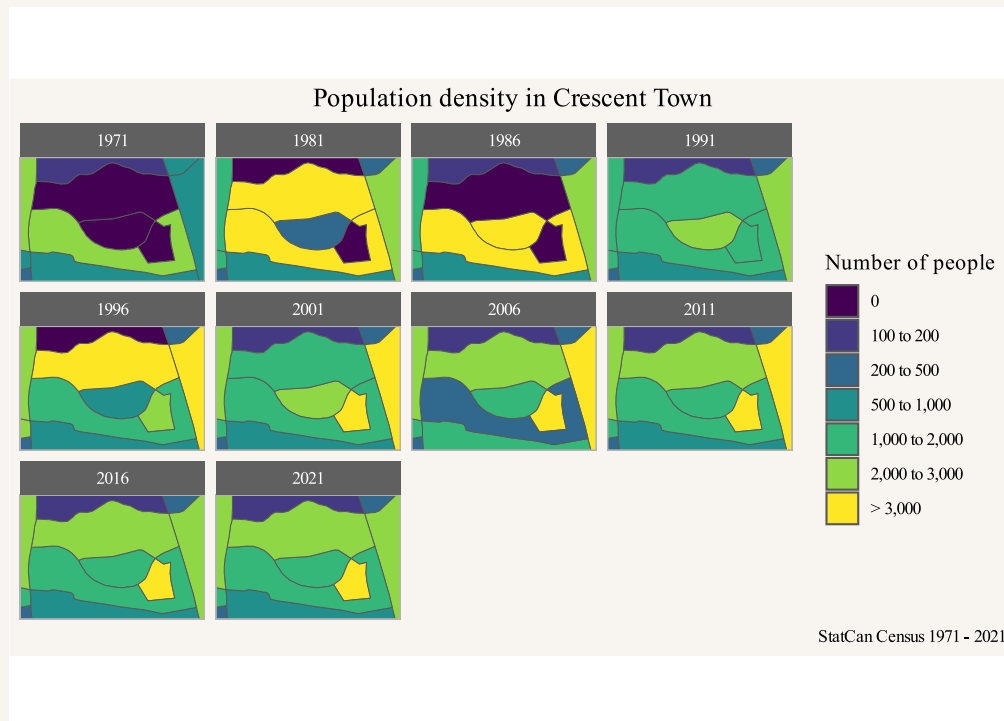 Population density in Crescent Town
1971
1981
1986
1991
1996
2001
2006
2011
2016
2021
Number of people
0
100 to 200
200 to 500
500 to 1,000
1,000 to 2,000
2,000 to 3,000
> 3,000
StatCan Census 1971 - 2021